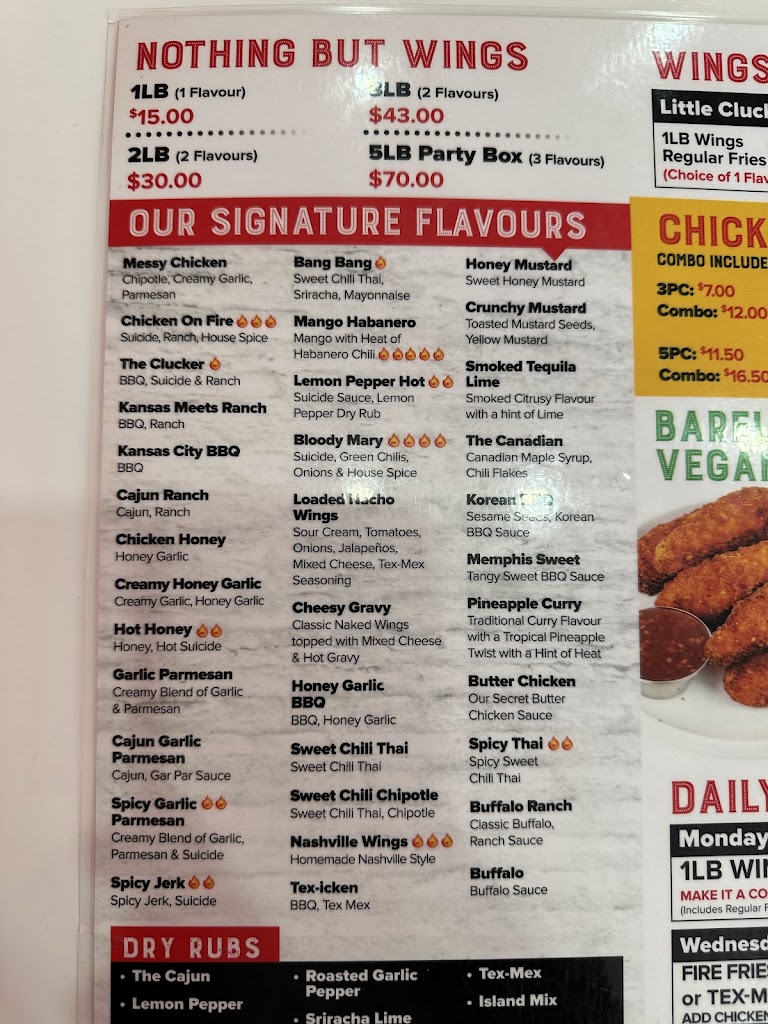 NOTHING BUT WINGS
1LB (1 Flavour)
$15.00
3LB (2 Flavours)
$43.00
2LB (2 Flavours)
$30.00
5LB Party Box (3 Flavours)
$70.00
OUR SIGNATURE FLAVOURS
Messy Chicken
Chipotle, Creamy Garlic,
Parmesan
Chicken On Fire
Suicide, Ranch, House Spice
The Clucker
BBQ, Suicide & Ranch
Kansas Meets Ranch
BBQ, Ranch
Kansas City BBQ
BBQ
Cajun Ranch
Cajun, Ranch
Chicken Honey
Honey Garlic
Creamy Honey Garlic
Creamy Garlic, Honey Garlic
Hot Honey
Honey, Hot Suicide
Garlic Parmesan
Creamy Blend of Garlic
& Parmesan
Cajun Garlic
Parmesan
Cajun, Gar Par Sauce
Spicy Garlic
Parmesan
Creamy Blend of Garlic,
Parmesan & Suicide
Spicy Jerk
Spicy Jerk, Suicide
Bang Bang
Sweet Chili Thai,
Sriracha, Mayonnaise
Mango Habanero
Mango with Heat of
Habanero Chili
Lemon Pepper Hot
Suicide Sauce, Lemon
Pepper Dry Rub
Bloody Mary
Suicide, Green Chilis,
Onions & House Spice
Loaded Nacho
Wings
Sour Cream, Tomatoes,
Onions, Jalapeños,
Mixed Cheese, Tex-Mex
Seasoning
Cheesy Gravy
Classic Naked Wings
topped with Mixed Cheese
& Hot Gravy
Honey Garlic
BBQ
BBQ, Honey Garlic
Sweet Chili Thai
Sweet Chili Thai
Sweet Chili Chipotle
Sweet Chili Thai, Chipotle
Nashville Wings
Homemade Nashville Style
Tex-icken
BBQ, Tex Mex
Honey Mustard
Sweet Honey Mustard
Crunchy Mustard
Toasted Mustard Seeds,
Yellow Mustard
Smoked Tequila
Lime
Smoked Citrusy Flavour
with a hint of Lime
The Canadian
Canadian Maple Syrup,
Chili Flakes
Korean BBQ
Sesame Seeds, Korean
BBQ Sauce
Memphis Sweet
Tangy Sweet BBQ Sauce
Pineapple Curry
Traditional Curry Flavour
with a Tropical Pineapple
Twist with a Hint of Heat
Butter Chicken
Our Secret Butter
Chicken Sauce
Spicy Thai
Spicy Sweet
Chili Thai
Buffalo Ranch
Classic Buffalo,
Ranch Sauce
Buffalo
Buffalo Sauce
DRY RUBS
• The Cajun
• Lemon Pepper
• Roasted Garlic
Pepper
• Sriracha Lime
• Tex-Mex
• Island Mix
WINGS
Little Cluc
1LB Wings
Regular Fries
(Choice of 1 Flav
CHICK
COMBO INCLUDE
3PC: $7.00
Combo: $12.00
5PC: $11.50
Combo: $16.50
VEGAN
DAILY
Monday
1LB WIN
MAKE IT A CO
(Includes Regular F
Wednesd
FIRE FRIES
or TEX-M
ADD CHICKEN